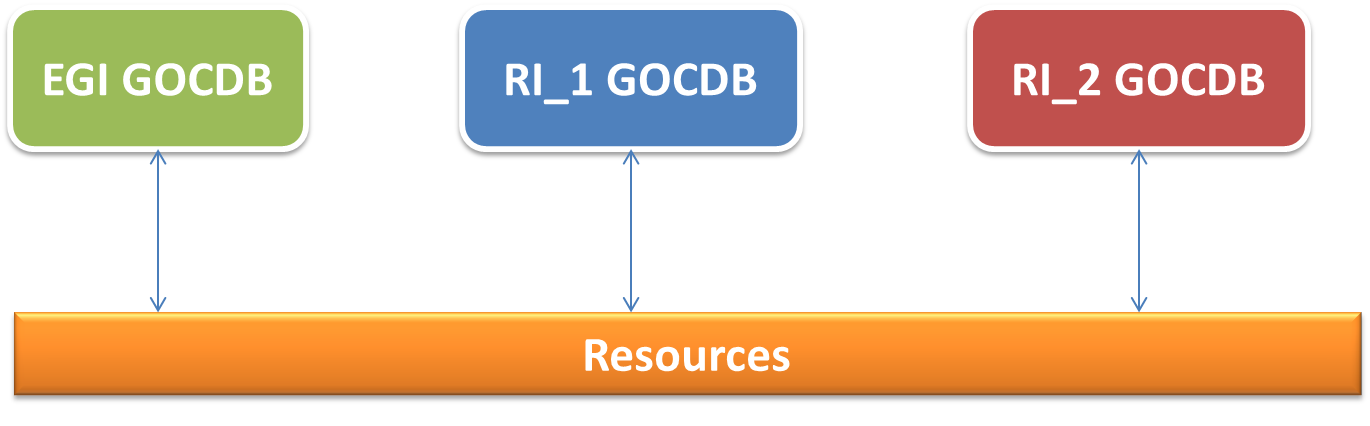 EGI GOCDB
RI_1 GOCDB
RI_2 GOCDB
Resources